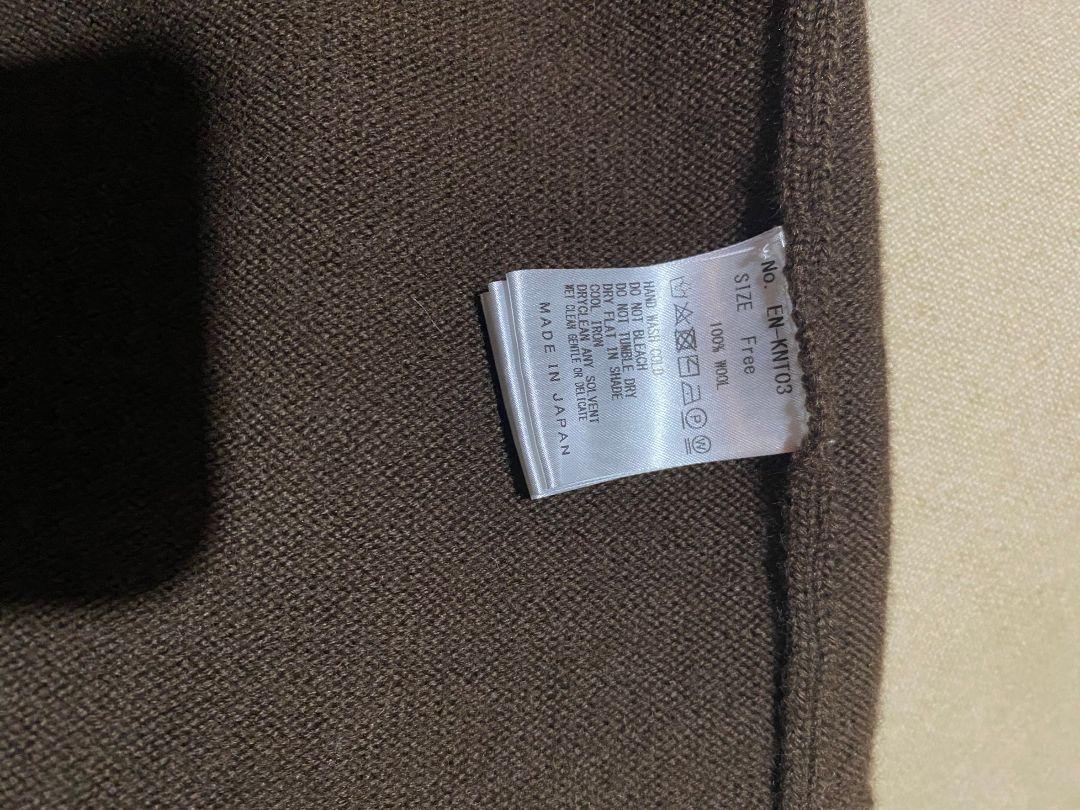 No. EN-KNT03
SIZE Free
100% WOOL
P W
HAND WASH COLD
DO NOT BLEACH
DO NOT TUMBLE DRY
DRY FLAT IN SHADE
COOL IRON
DRYCLEAN ANY SOLVENT
WET CLEAN GENTLE OR DELICATE
MADE IN JAPAN